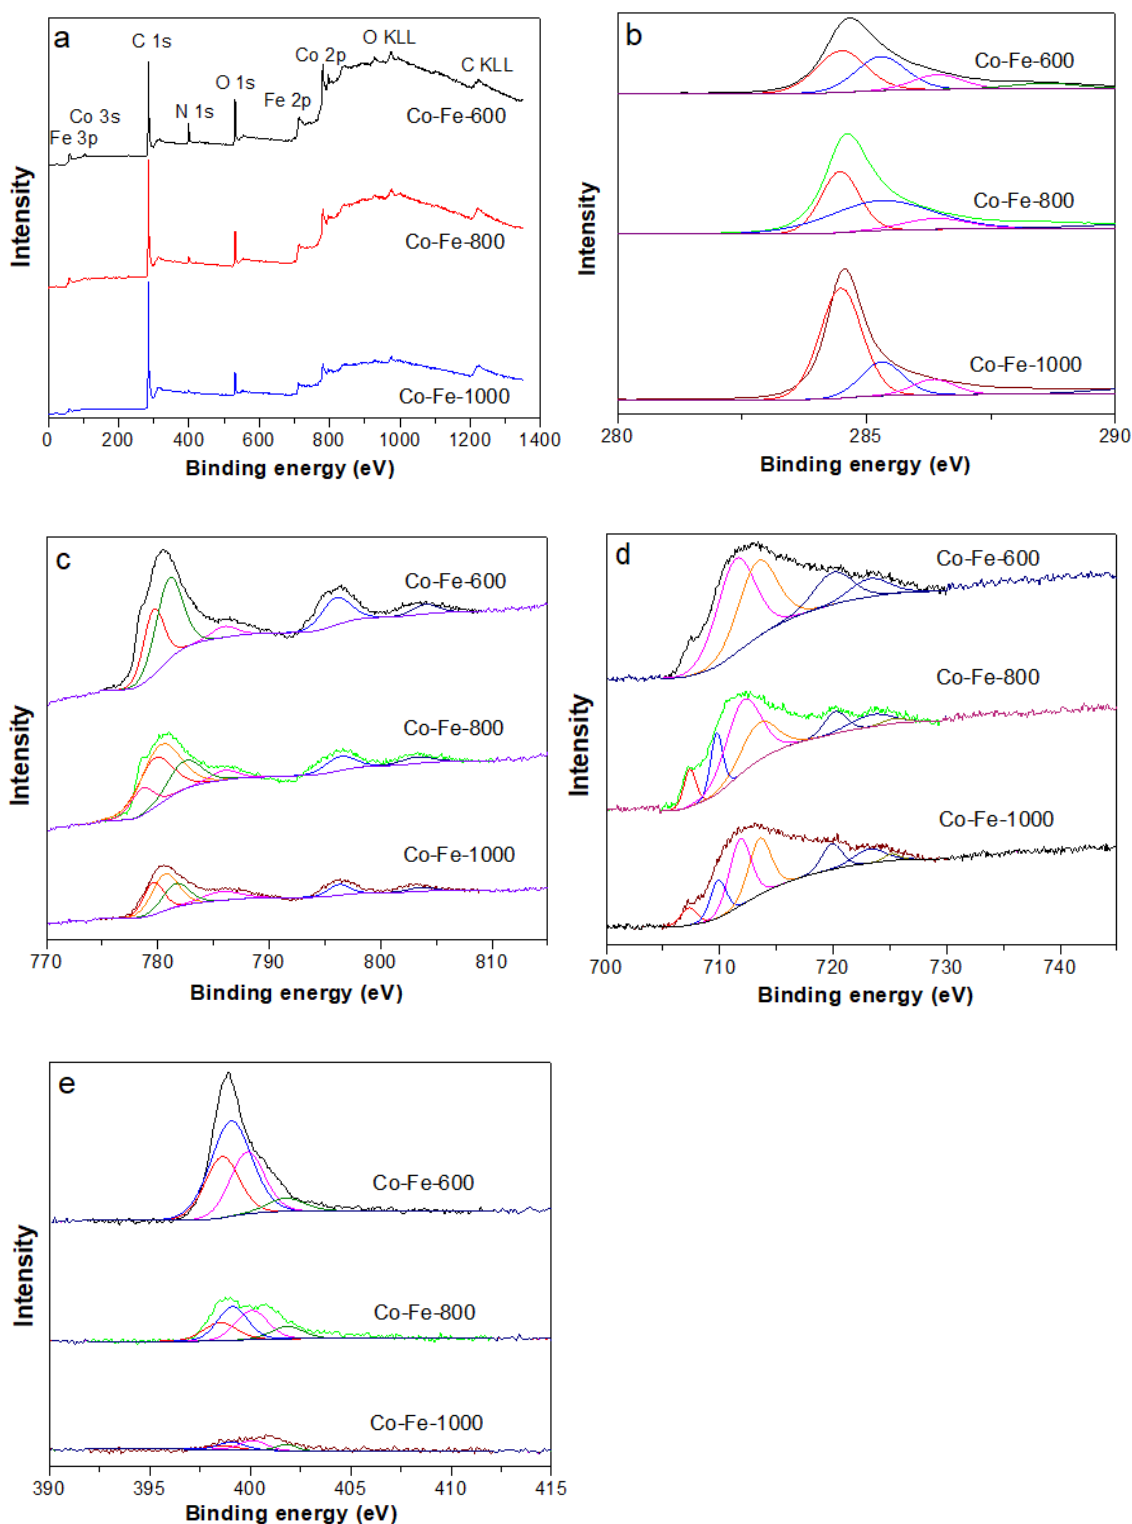 a
C 1s
O KLL
Co 2p
C KLL
O 1s
Fe 2p
N 1s
Co 3s
Fe 3p
Co-Fe-600
Co-Fe-800
Co-Fe-1000
Intensity
0 200 400 600 800 1000 1200 1400
Binding energy (eV)
b
Co-Fe-600
Co-Fe-800
Co-Fe-1000
Intensity
280 285 290
Binding energy (eV)
c
Co-Fe-600
Co-Fe-800
Co-Fe-1000
Intensity
770 780 790 800 810
Binding energy (eV)
d
Co-Fe-600
Co-Fe-800
Co-Fe-1000
Intensity
700 710 720 730 740
Binding energy (eV)
e
Co-Fe-600
Co-Fe-800
Co-Fe-1000
Intensity
390 395 400 405 410 415
Binding energy (eV)